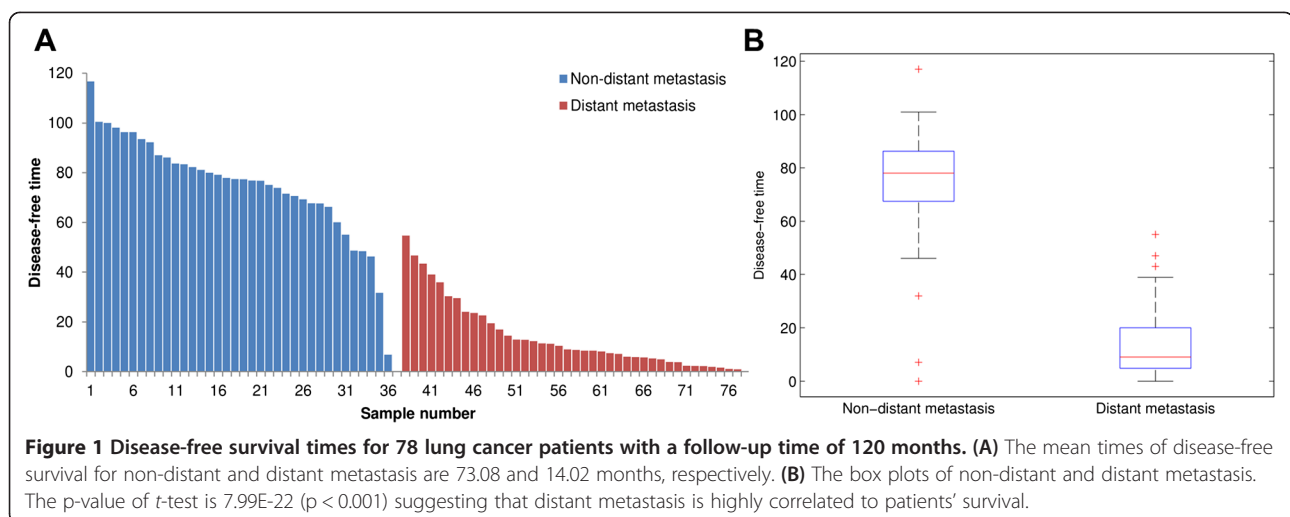 A
120
100
80
60
40
20
0
Disease-free time
Non-distant metastasis
Distant metastasis
1 6 11 16 21 26 31 36 41 46 51 56 61 66 71 76
Sample number
B
120
100
80
60
40
20
0
Disease-free time
Non-distant metastasis Distant metastasis
Figure 1 Disease-free survival times for 78 lung cancer patients with a follow-up time of 120 months. (A) The mean times of disease-free
survival for non-distant and distant metastasis are 73.08 and 14.02 months, respectively. (B) The box plots of non-distant and distant metastasis.
The p-value of t-test is 7.99E-22 (p < 0.001) suggesting that distant metastasis is highly correlated to patients’ survival.